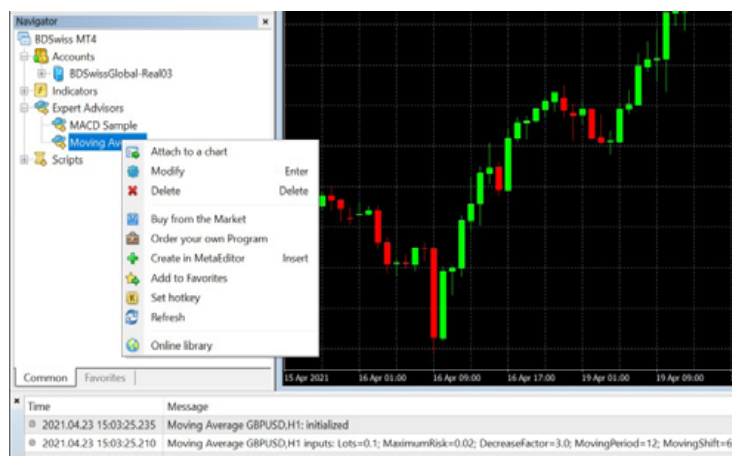 Navigator
BDSwiss MT4
Accounts
BDSwissGlobal-Real03
Indicators
Expert Advisors
MACD Sample
Moving Av
Scripts
Attach to a chart
Modify Enter
Delete Delete
Buy from the Market
Order your own Program
Create in MetaEditor Insert
Add to Favorites
Set hotkey
Refresh
Online library
Common Favorites
15 Apr 2021 16 Apr 01:00 16 Apr 09:00 16 Apr 17:00 19 Apr 01:00 19 Apr 09:00
Time Message
2021.04.23 15:03:25.235 Moving Average GBPUSD,H1: initialized
2021.04.23 15:03:25.210 Moving Average GBPUSD,H1 inputs: Lots=0.1; MaximumRisk=0.02; DecreaseFactor=3.0; MovingPeriod=12; MovingShift=6